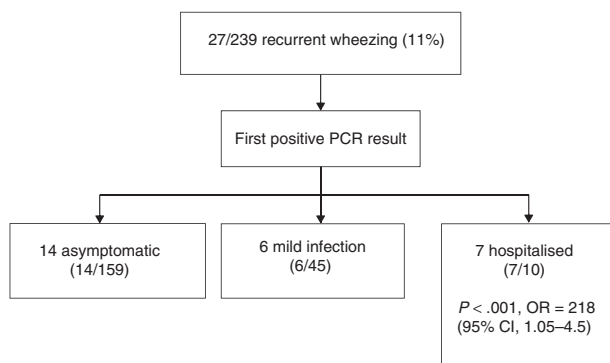 27/239 recurrent wheezing (11%)
First positive PCR result
14 asymptomatic
(14/159)
6 mild infection
(6/45)
7 hospitalised
(7/10)
P < .001, OR = 218
(95% CI, 1.05–4.5)